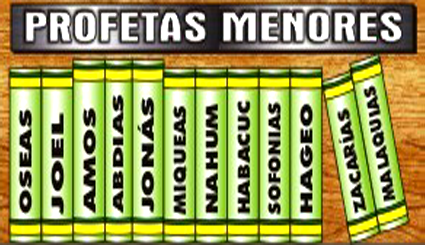 PROFETAS MENORES
OSEAS
JOEL
AMOS
ABDIAS
JONÁS
MIQUEAS
NAHUM
HABACUC
SOFONIAS
HAGEO
ZACARÍAS
MALAQUIAS